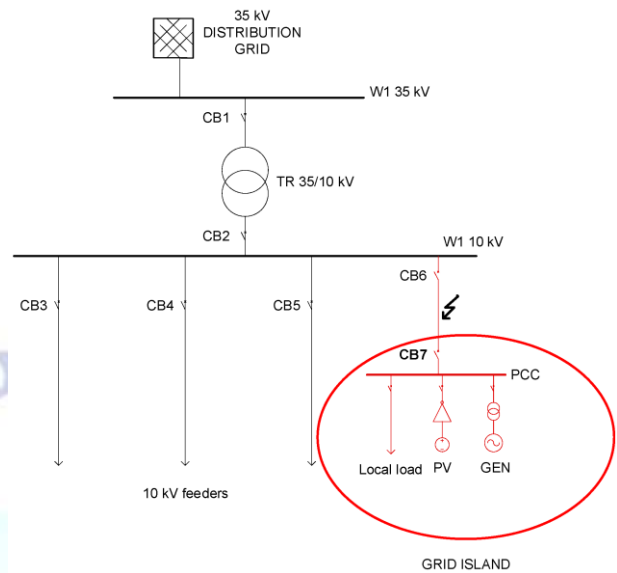 35 kV
DISTRIBUTION
GRID
W1 35 kV
CB1
TR 35/10 kV
CB2
W1 10 kV
CB3
CB4
CB5
CB6
CB7
PCC
Local load
PV
GEN
10 kV feeders
GRID ISLAND